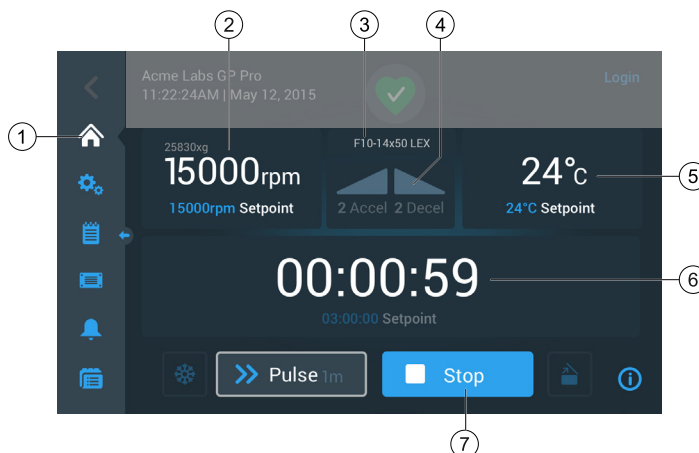 2
3
4
Acme Labs GP Pro
11:22:24AM | May 12, 2015
Login
1
25830xg
15000rpm
15000rpm Setpoint
F10-14x50 LEX
2 Accel 2 Decel
24°C
24°C Setpoint
5
00:00:59
03:00:00 Setpoint
6
Pulse 1m
Stop
7